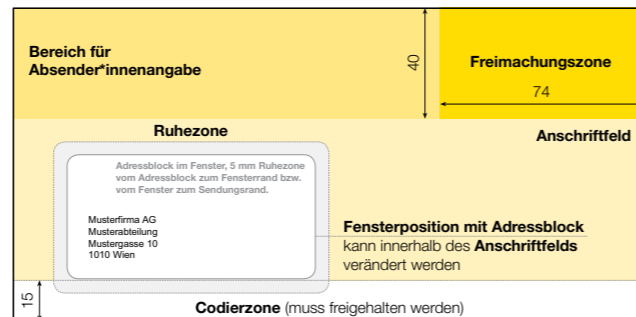 Bereich für
Absender*innenangabe
40
Freimachungszone
74
Ruhezone
Anschriftfeld
Adressblock im Fenster, 5 mm Ruhezone
vom Adressblock zum Fensterrand bzw.
vom Fenster zum Sendungsrand.
Musterfirma AG
Musterabteilung
Mustergasse 10
1010 Wien
Fensterposition mit Adressblock
kann innerhalb des Anschriftfelds
verändert werden
15
Codierzone (muss freigehalten werden)